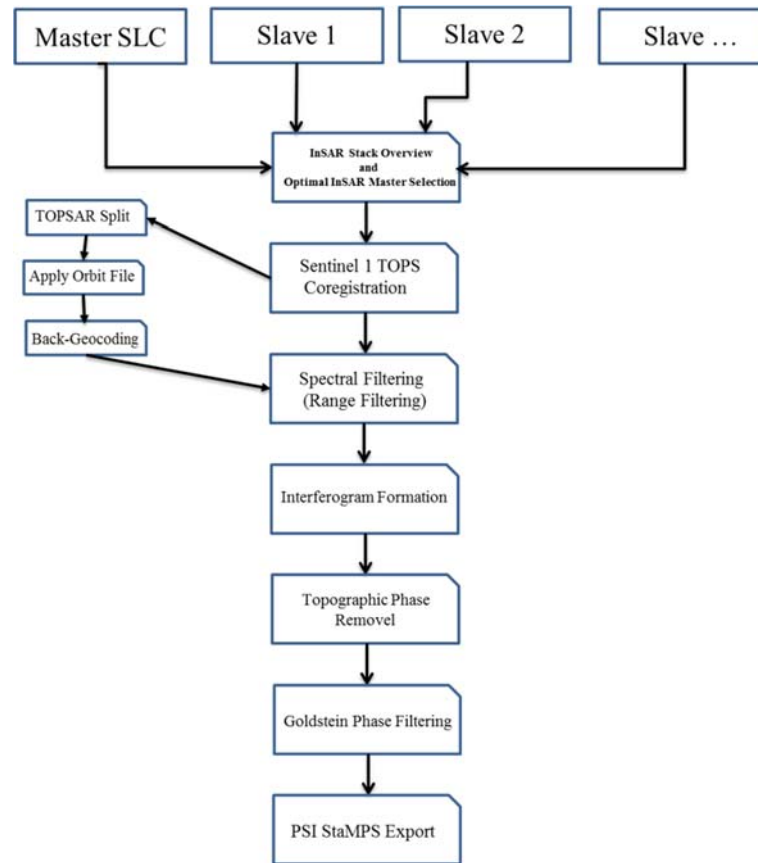 Master SLC
Slave 1
Slave 2
Slave …
InSAR Stack Overview
and
Optimal InSAR Master Selection
TOPSAR Split
Apply Orbit File
Back-Geocoding
Sentinel 1 TOPS
Coregistration
Spectral Filtering
(Range Filtering)
Interferogram Formation
Topographic Phase
Removel
Goldstein Phase Filtering
PSI StaMPS Export